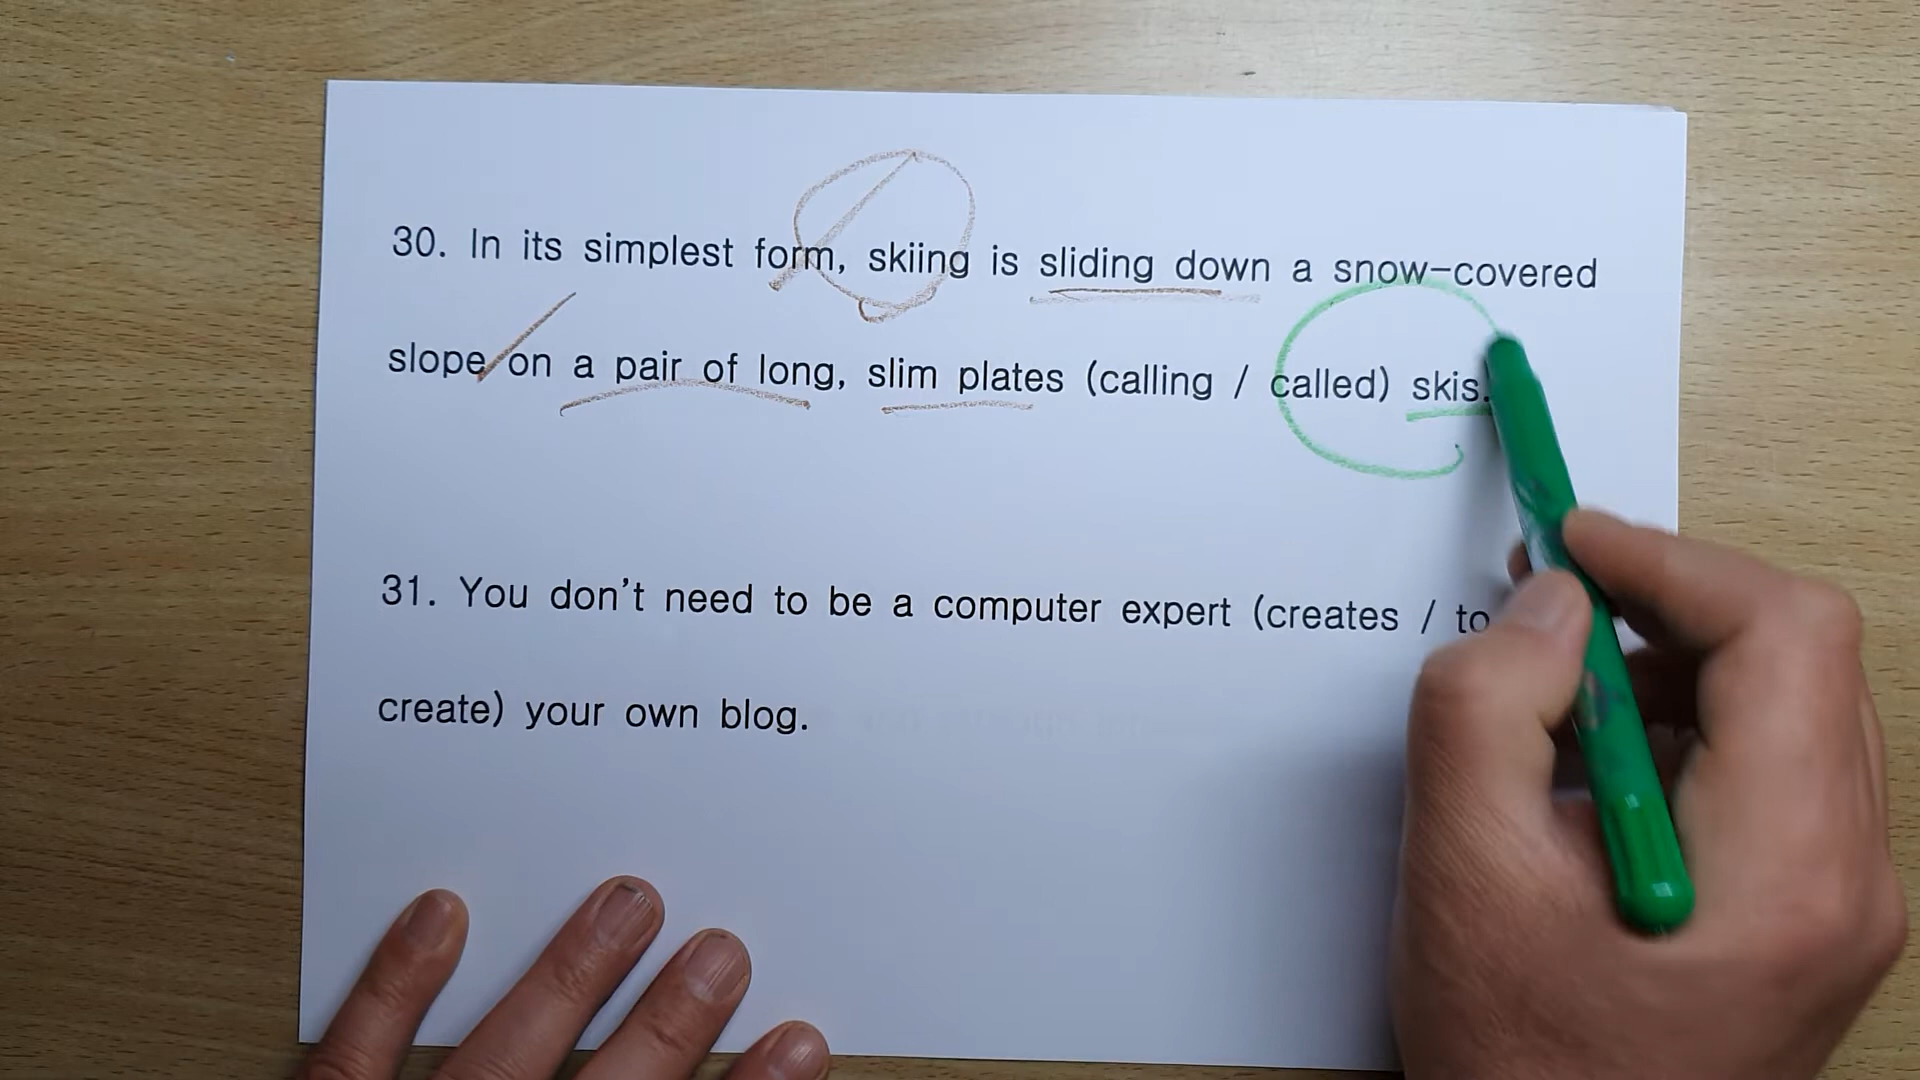 30. In its simplest form, skiing is sliding down a snow-covered
slope on a pair of long, slim plates (calling / called) skis.
31. You don't need to be a computer expert (creates / to
create) your own blog.